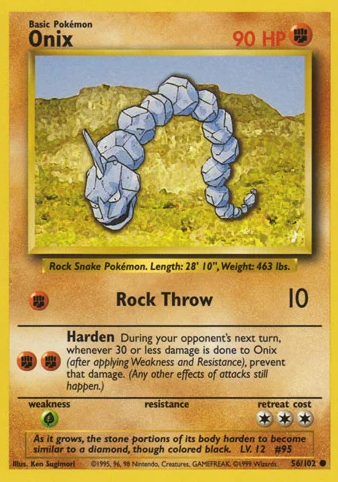 Basic Pokémon
Onix
90 HP
Rock Snake Pokémon. Length: 28' 10", Weight: 463 lbs.
Rock Throw 10
Harden During your opponent's next turn,
whenever 30 or less damage is done to Onix
(after applying Weakness and Resistance), prevent
that damage. (Any other effects of attacks still
happen.)
weakness resistance retreat cost
As it grows, the stone portions of its body harden to become
similar to a diamond, though colored black. LV. 12 #95
Illus. Ken Sugimori ©1995, 96, 98 Nintendo, Creatures, GAMEFREAK. ©1999 Wizards. 56/102